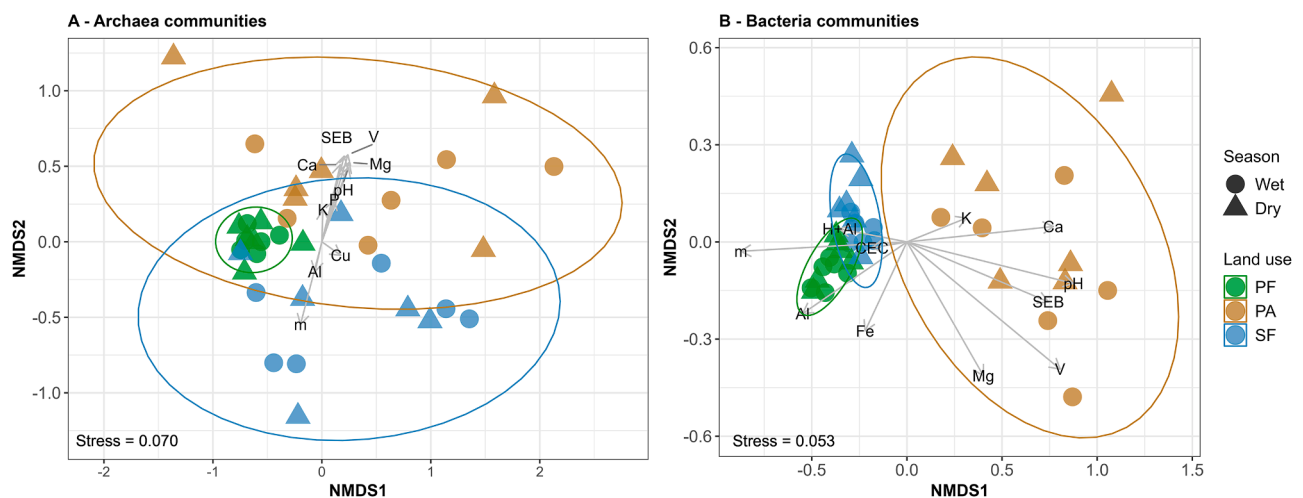 A - Archaea communities
1.0
0.5
0.0
-0.5
-1.0
NMDS2
SEB
V
Ca
Mg
pH
P
K
Cu
Al
m
Stress = 0.070
-2
-1
0
1
2
NMDS1
B - Bacteria communities
0.6
0.3
0.0
-0.3
-0.6
NMDS2
K
Ca
H+Al
CEC
m
pH
SEB
Al
Fe
V
Mg
Stress = 0.053
-0.5
0.0
0.5
1.0
1.5
NMDS1
Season
Wet
Dry
Land use
PF
PA
SF